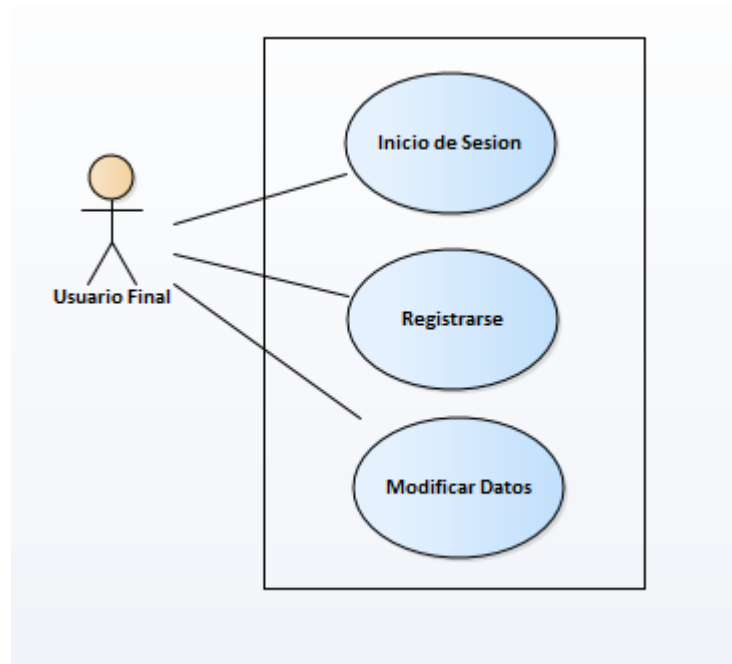 Inicio de Sesion
Usuario Final
Registrarse
Modificar Datos